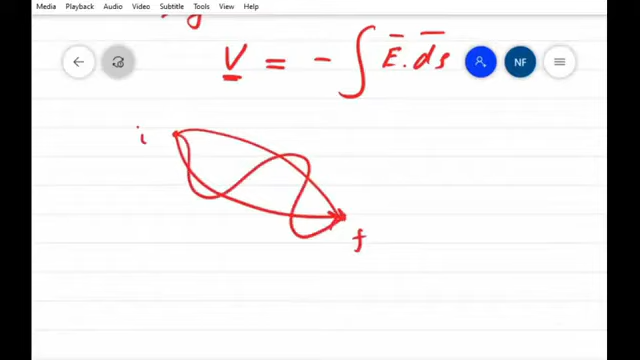 Media Playback Audio Video Subtitle Tools View Help
V = - ∫ E . ds
NF
i
f